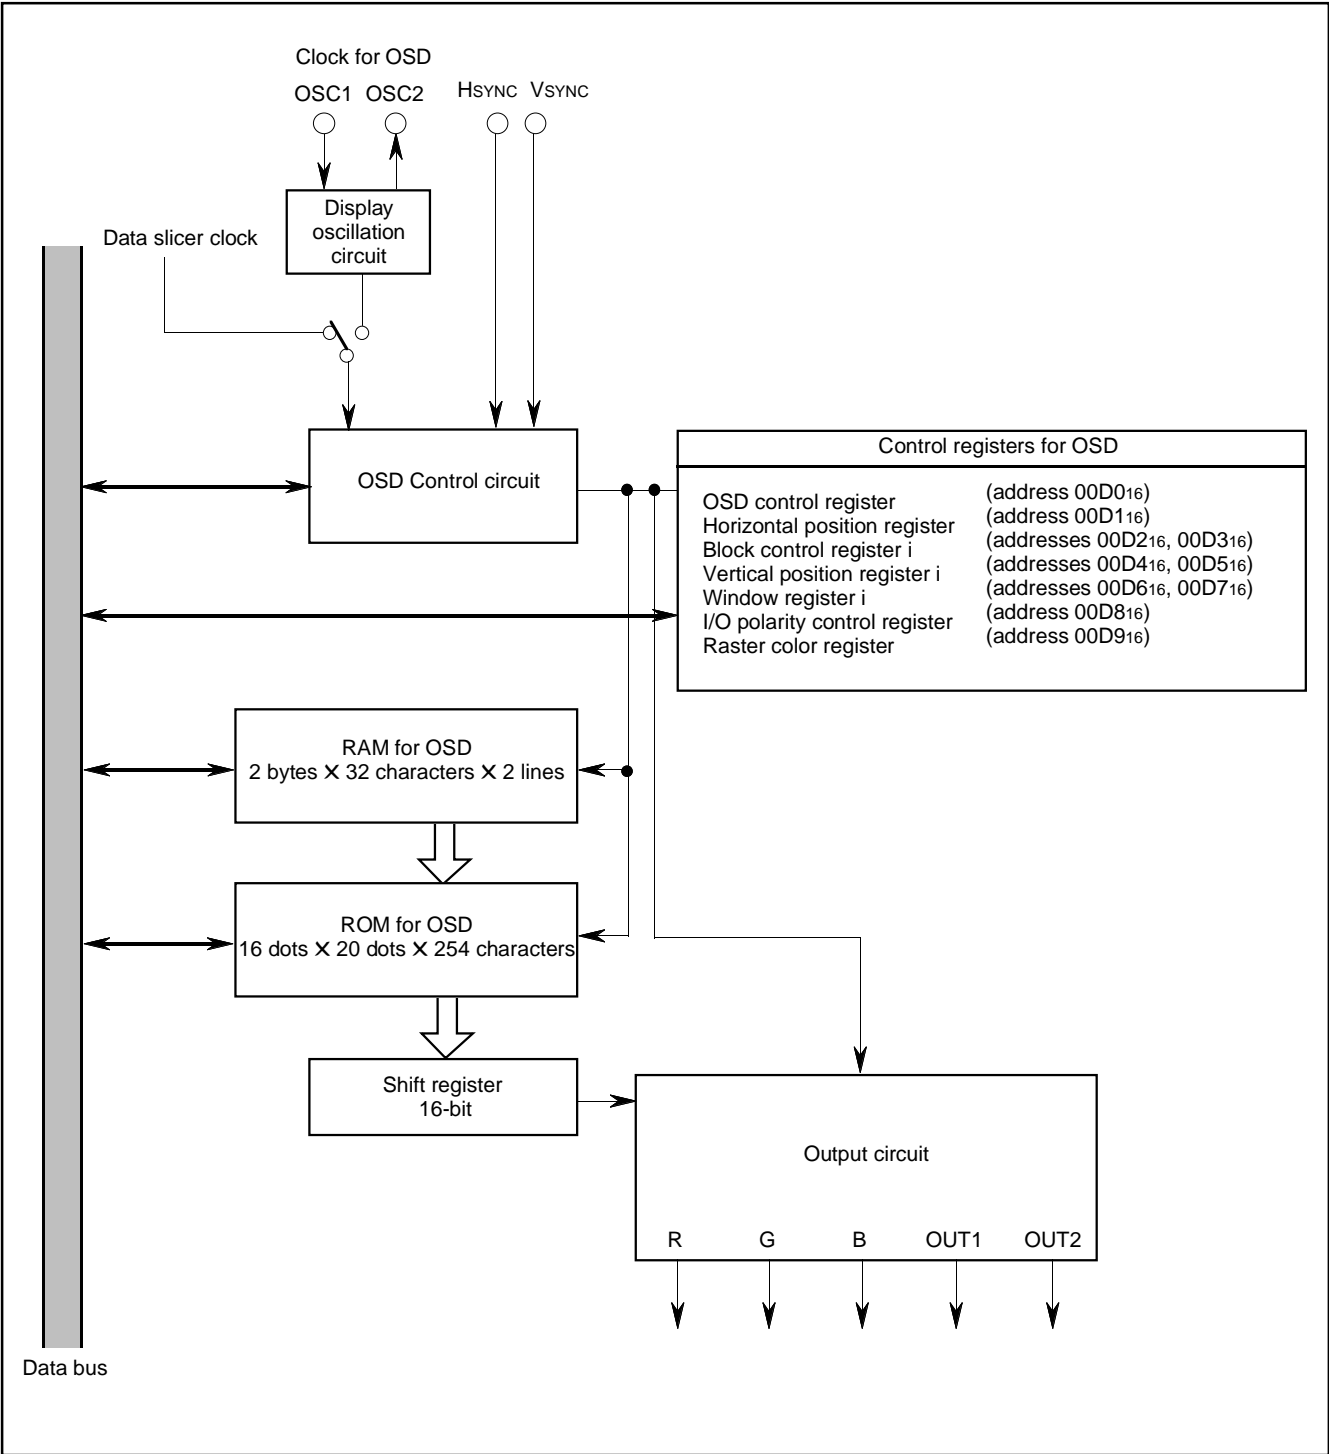 Clock for OSD
OSC1 OSC2 HSYNC VSYNC
Display
oscillation
circuit
Data slicer clock
OSD Control circuit
Control registers for OSD
OSD control register (address 00D016)
Horizontal position register (address 00D116)
Block control register i (addresses 00D216, 00D316)
Vertical position register i (addresses 00D416, 00D516)
Window register i (addresses 00D616, 00D716)
I/O polarity control register (address 00D816)
Raster color register (address 00D916)
RAM for OSD
2 bytes × 32 characters × 2 lines
ROM for OSD
16 dots × 20 dots × 254 characters
Shift register
16-bit
Output circuit
R G B OUT1 OUT2
Data bus